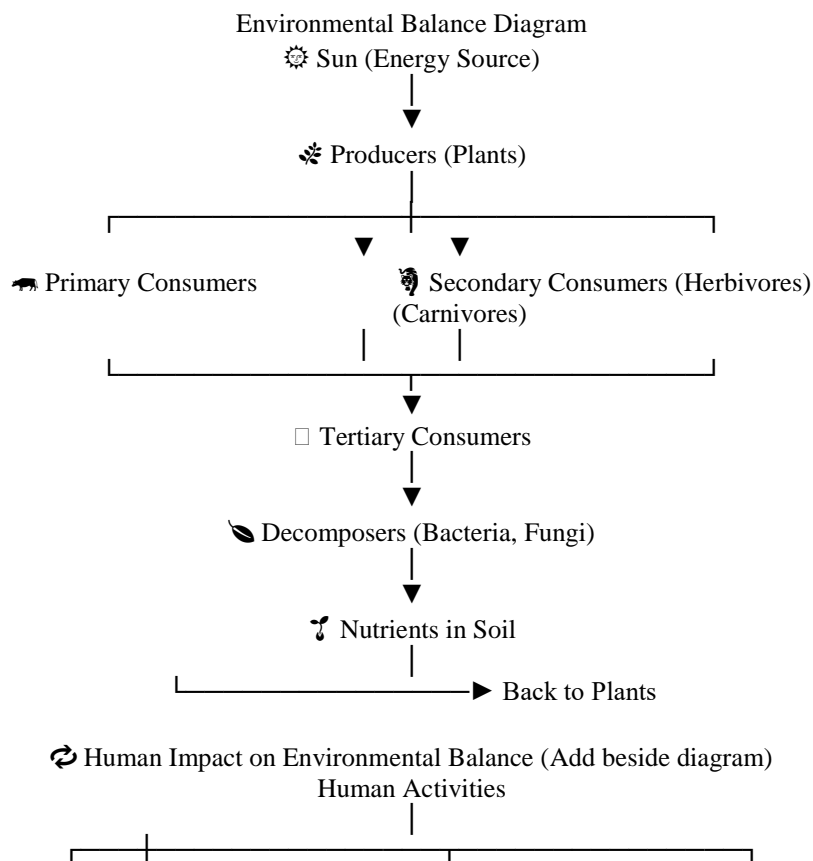 Environmental Balance Diagram
🌞 Sun (Energy Source)
🌿 Producers (Plants)
🐃 Primary Consumers 🐅 Secondary Consumers (Herbivores)
(Carnivores)
Tertiary Consumers
🍂 Decomposers (Bacteria, Fungi)
🌱 Nutrients in Soil
Back to Plants
🔁 Human Impact on Environmental Balance (Add beside diagram)
Human Activities